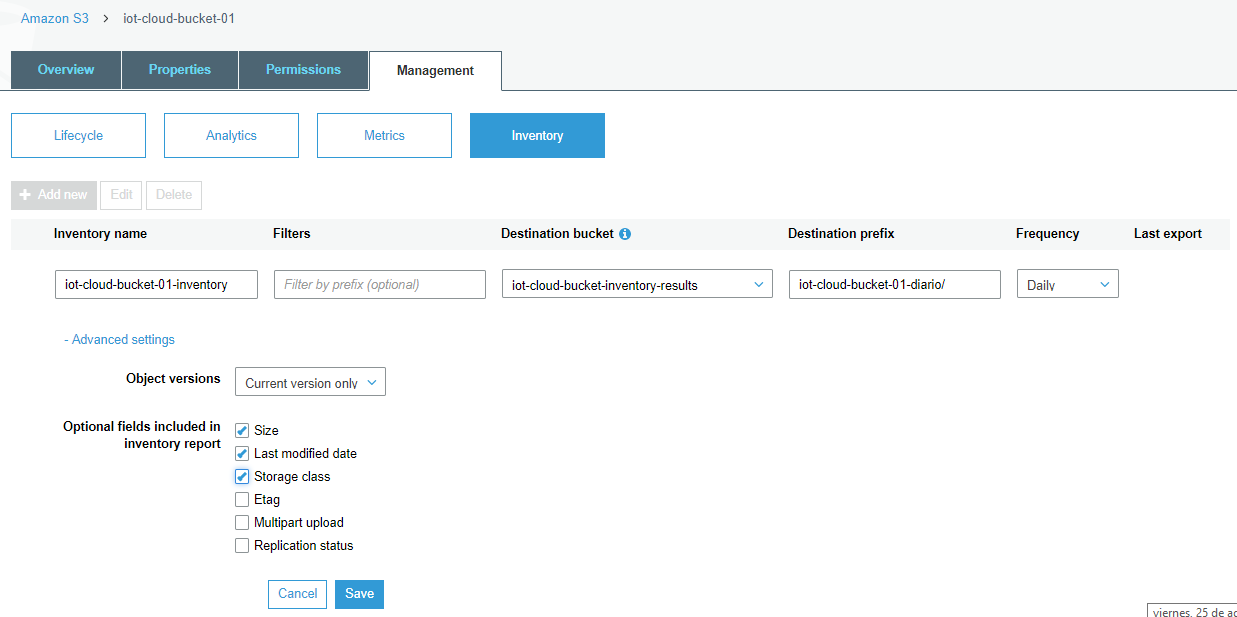 Amazon S3 > iot-cloud-bucket-01
Overview Properties Permissions Management
Lifecycle Analytics Metrics Inventory
+ Add new Edit Delete
Inventory name Filters Destination bucket Destination prefix Frequency Last export
iot-cloud-bucket-01-inventory Filter by prefix (optional) iot-cloud-bucket-inventory-results iot-cloud-bucket-01-diario/ Daily
- Advanced settings
Object versions Current version only
Optional fields included in
inventory report
Size
Last modified date
Storage class
Etag
Multipart upload
Replication status
Cancel Save
viernes, 25 de